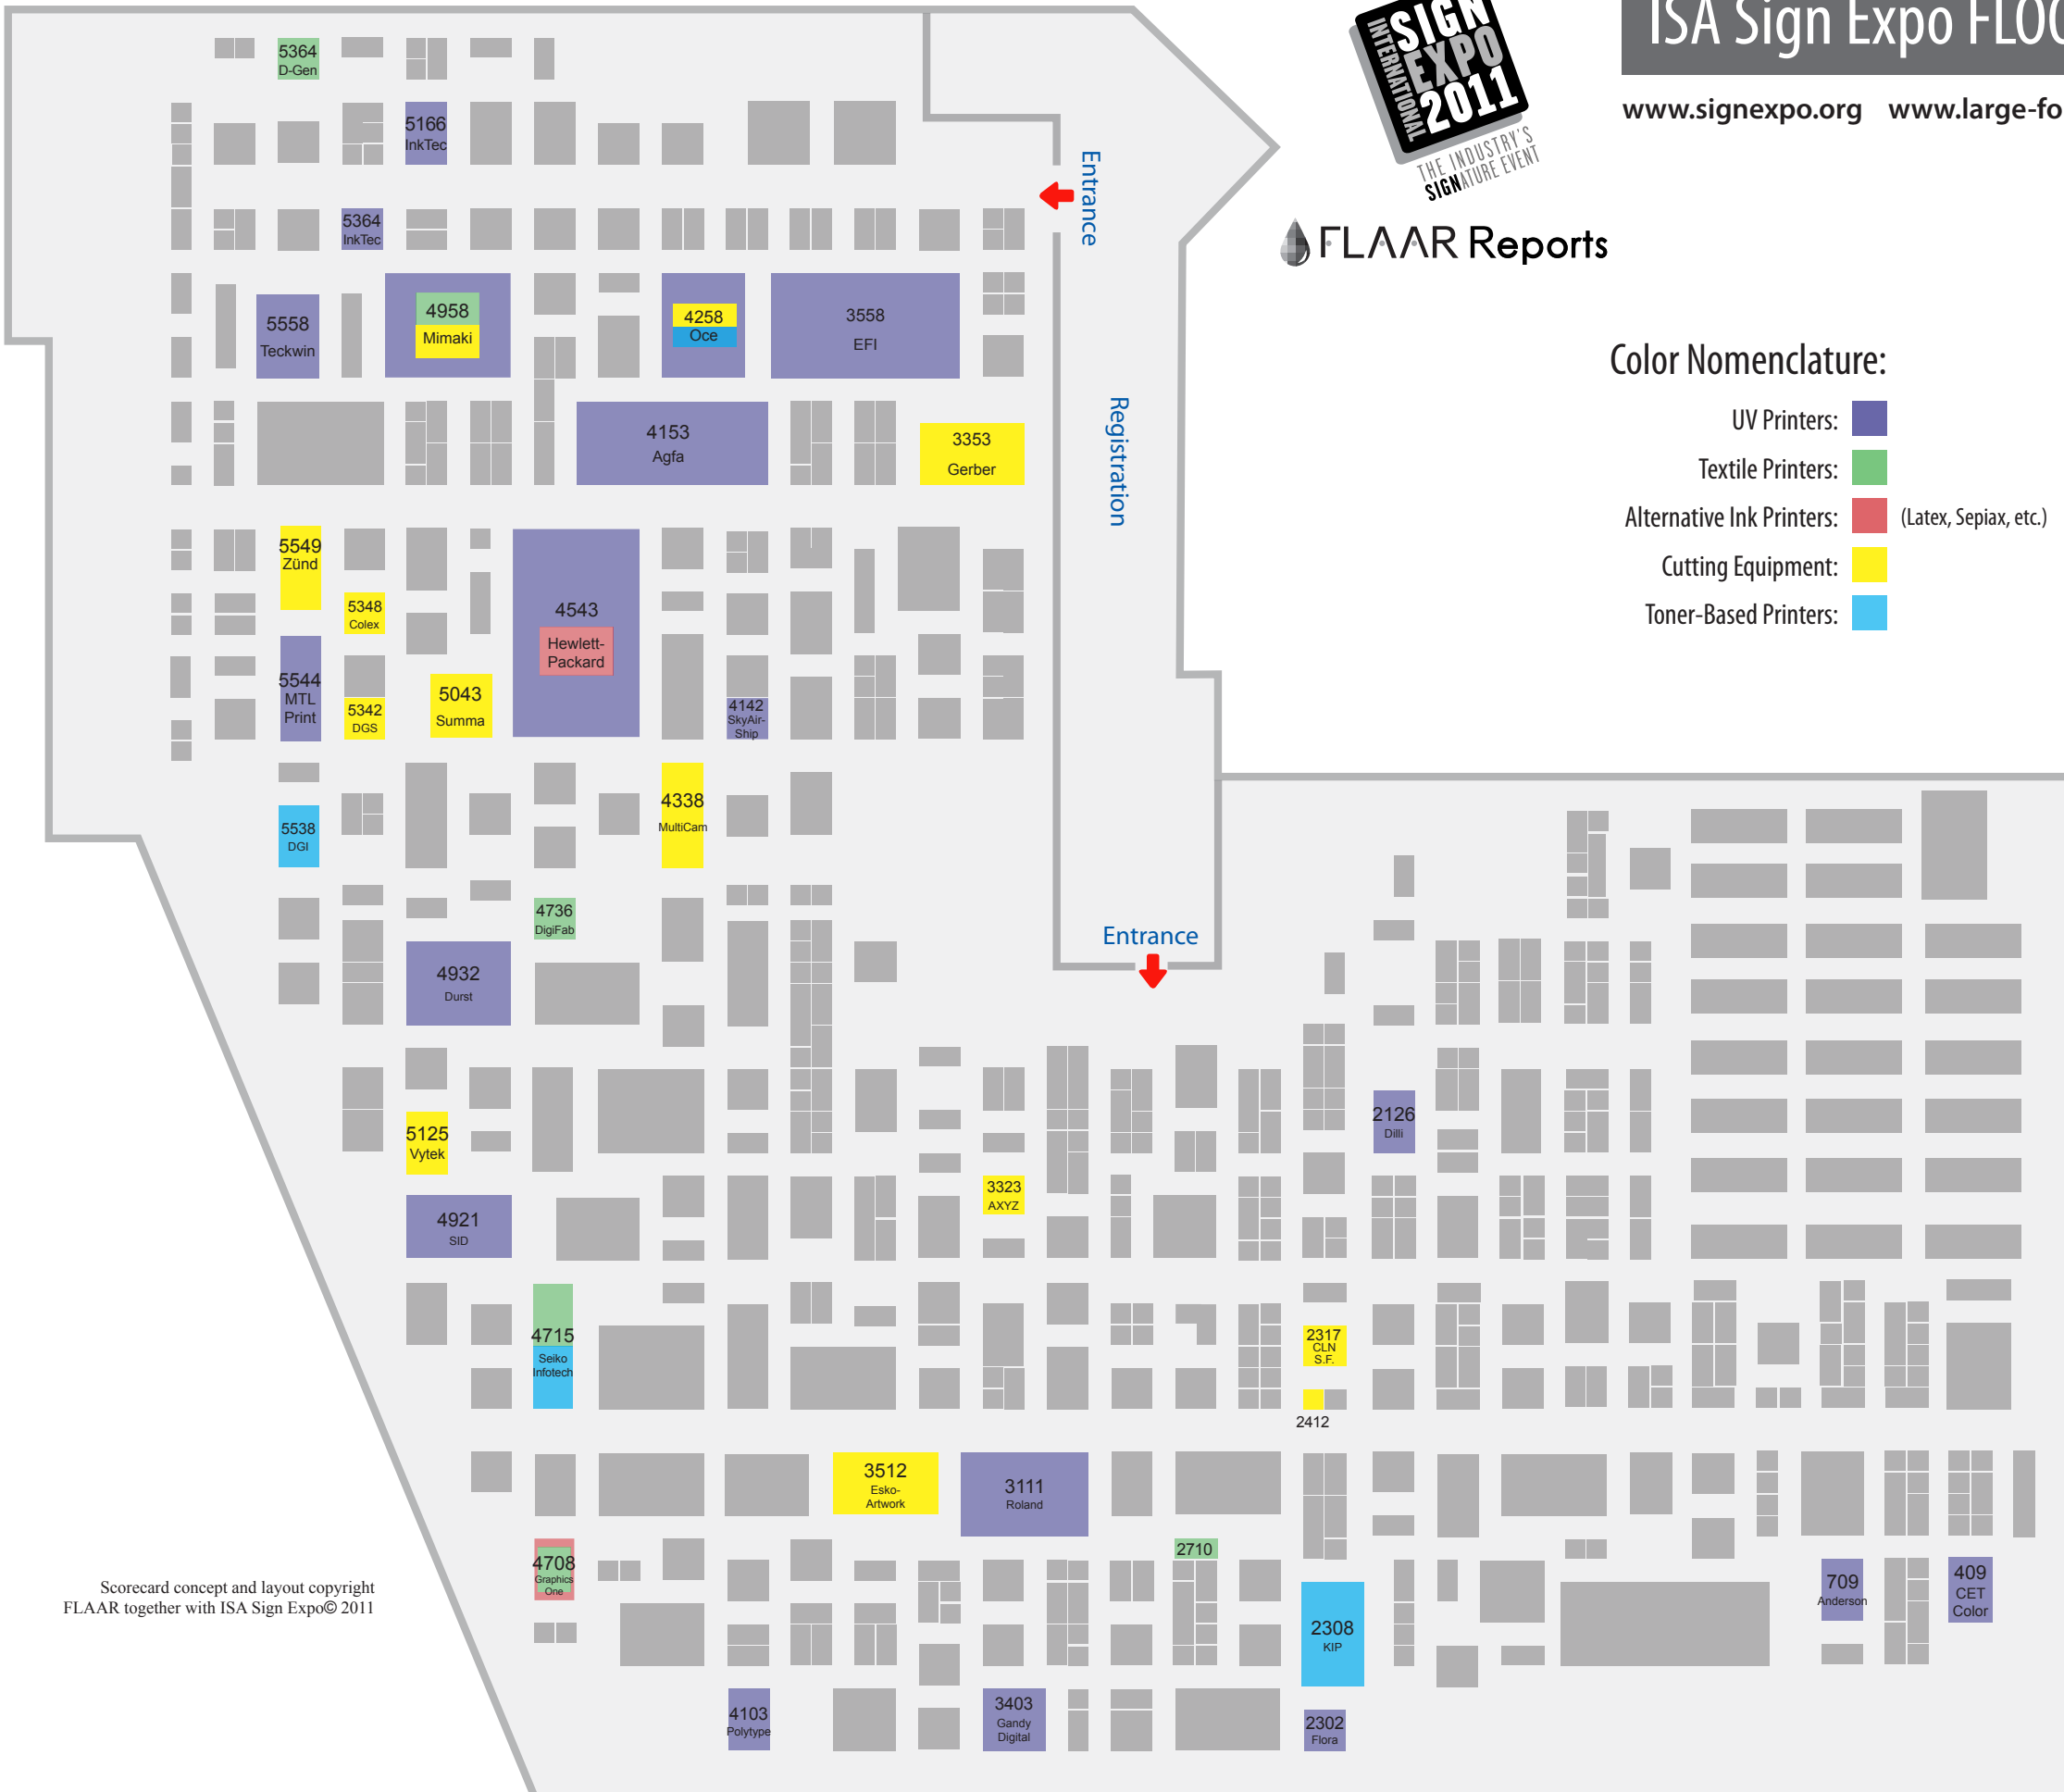 INTERNATIONAL
SIGN
EXPO
2011
THE INDUSTRY'S
SIGNATURE EVENT
ISA Sign Expo
www.signexpo.org www.large-fo
FLAAR Reports
Color Nomenclature:
UV Printers:
Textile Printers:
Alternative Ink Printers: (Latex, Sepiax, etc.)
Cutting Equipment:
Toner-Based Printers:
Entrance
Registration
Entrance
5364
D-Gen
5166
InkTec
5364
InkTec
5558
Teckwin
4958
Mimaki
4258
Oce
3558
EFI
4153
Agfa
3353
Gerber
5549
Zünd
5348
Colex
4543
Hewlett-
Packard
5544
MTL
Print
5342
DGS
5043
Summa
4142
SkyAir-
Ship
5538
DGI
4338
MultiCam
4736
DigiFab
4932
Durst
5125
Vytek
2126
Dilli
4921
SID
3323
AXYZ
4715
Seiko
Infotech
2317
CLN
S.F.
2412
3512
Esko-
Artwork
3111
Roland
4708
Graphics
One
2710
2308
KIP
709
Anderson
409
CET
Color
4103
Polytype
3403
Gandy
Digital
2302
Flora
Scorecard concept and layout copyright
FLAAR together with ISA Sign Expo© 2011